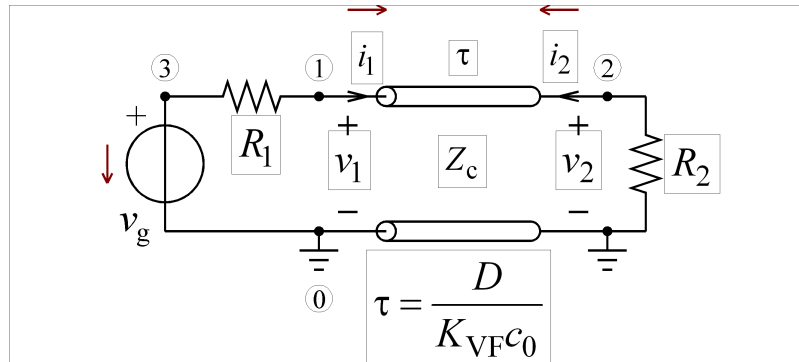 3 1 i1 τ i2 2
+ R1 + v1 − Zc + v2 − R2
vg
0
τ = D / KVF c0